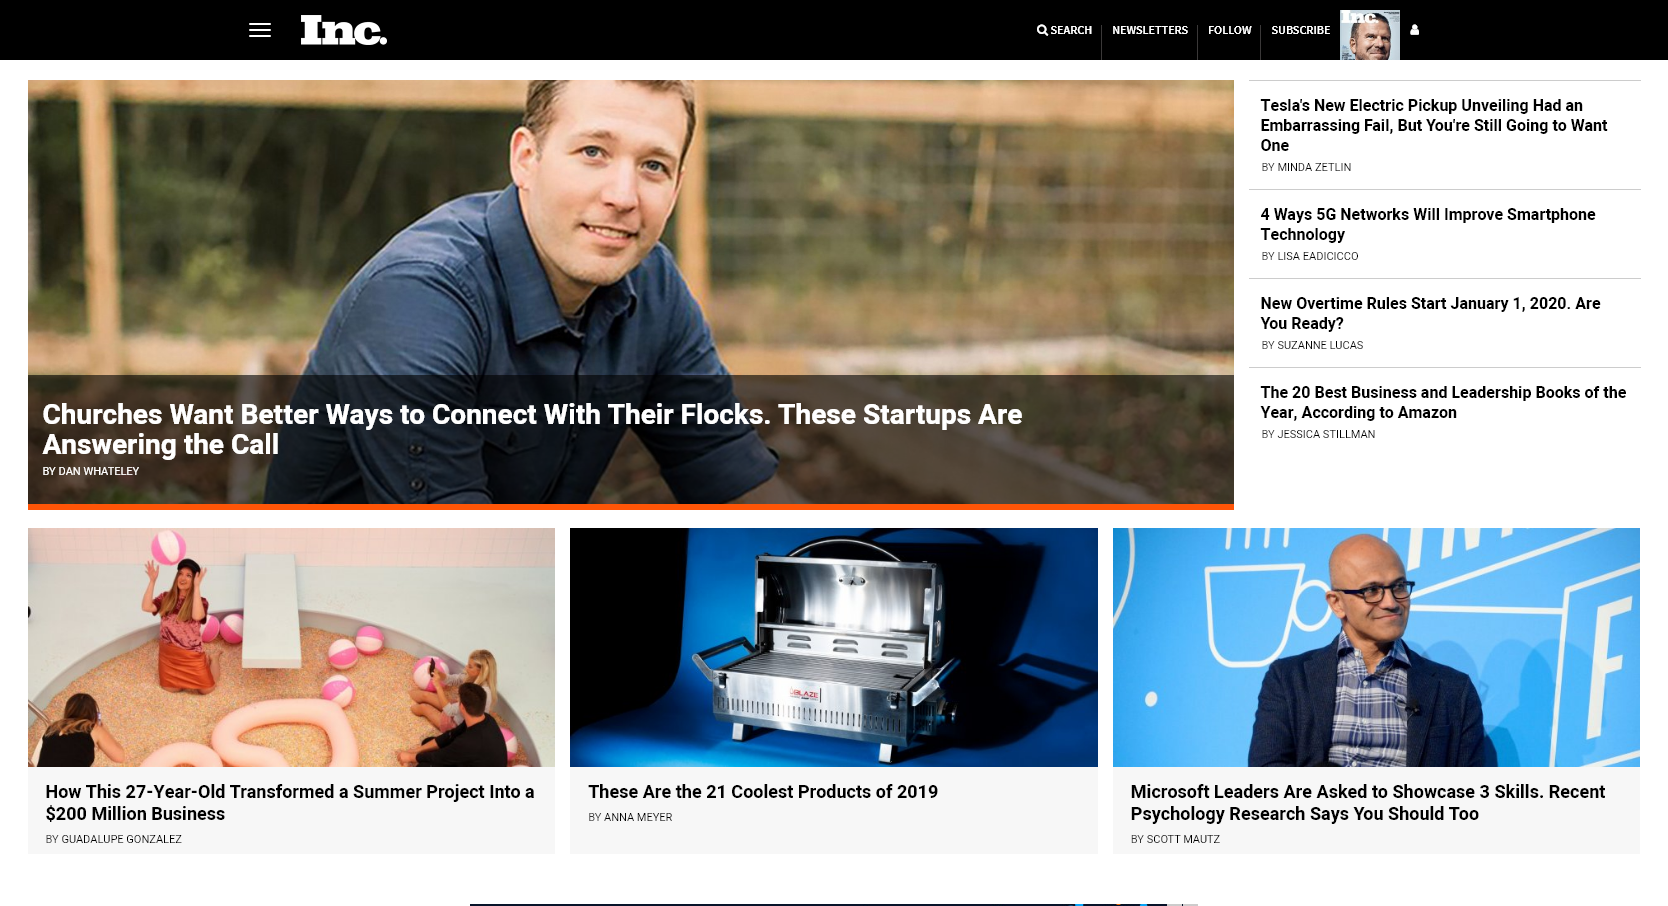 Inc.
SEARCH
NEWSLETTERS
FOLLOW
SUBSCRIBE
Inc.
Churches Want Better Ways to Connect With Their Flocks. These Startups Are
Answering the Call
BY DAN WHATELEY
Tesla's New Electric Pickup Unveiling Had an
Embarrassing Fail, But You're Still Going to Want
One
BY MINDA ZETLIN
4 Ways 5G Networks Will Improve Smartphone
Technology
BY LISA EADICICCO
New Overtime Rules Start January 1, 2020. Are
You Ready?
BY SUZANNE LUCAS
The 20 Best Business and Leadership Books of the
Year, According to Amazon
BY JESSICA STILLMAN
BLAZE
F
How This 27-Year-Old Transformed a Summer Project Into a
$200 Million Business
BY GUADALUPE GONZALEZ
These Are the 21 Coolest Products of 2019
BY ANNA MEYER
Microsoft Leaders Are Asked to Showcase 3 Skills. Recent
Psychology Research Says You Should Too
BY SCOTT MAUTZ